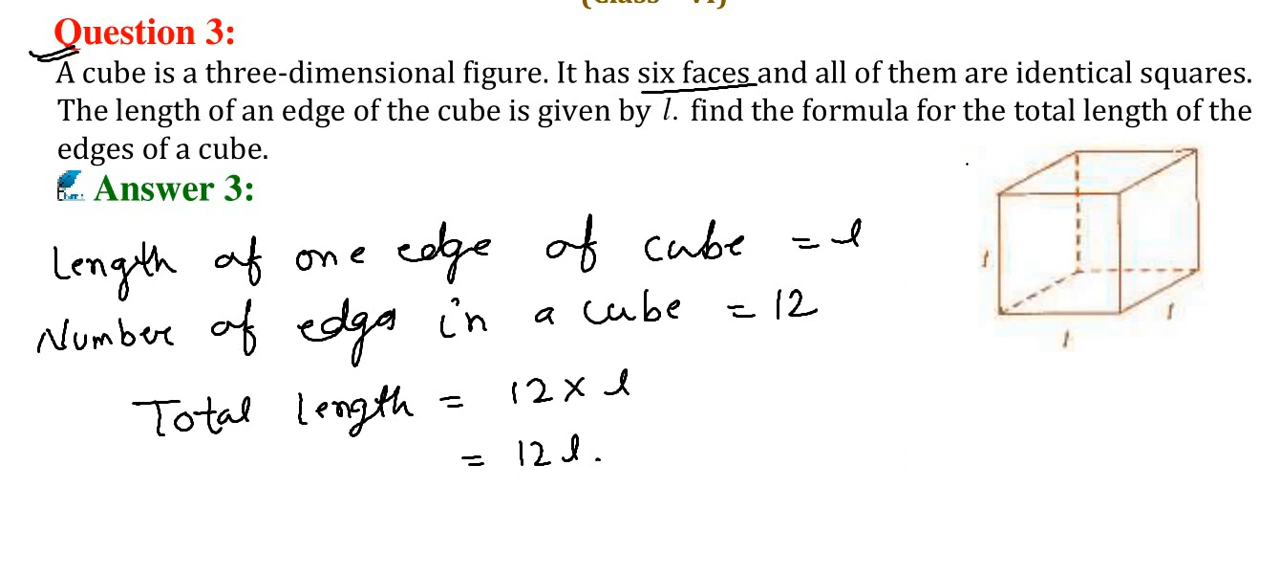 Question 3:
A cube is a three-dimensional figure. It has six faces and all of them are identical squares.
The length of an edge of the cube is given by l. find the formula for the total length of the
edges of a cube.
Answer 3:
Length of one edge of cube = l
Number of edgs in a cube = 12
Total length = 12 × l
= 12 l.
l
l
l